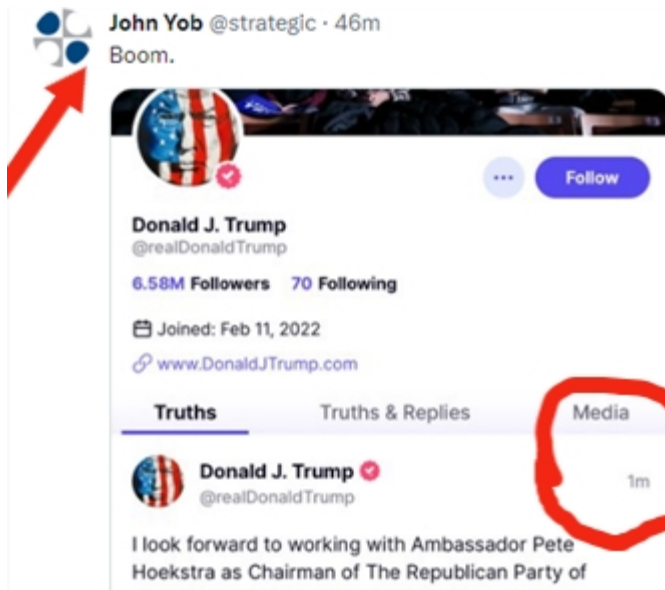 John Yob @strategic · 46m
Boom.
Follow
Donald J. Trump
@realDonaldTrump
6.58M Followers 70 Following
Joined: Feb 11, 2022
www.DonaldJTrump.com
Truths Truths & Replies Media
Donald J. Trump 1m
@realDonaldTrump
I look forward to working with Ambassador Pete
Hoekstra as Chairman of The Republican Party of